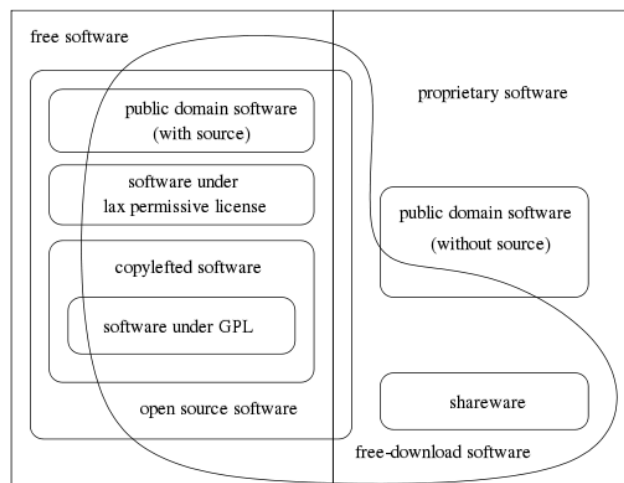 free software
public domain software
(with source)
software under
lax permissive license
copylefted software
software under GPL
open source software
proprietary software
public domain software
(without source)
shareware
free-download software